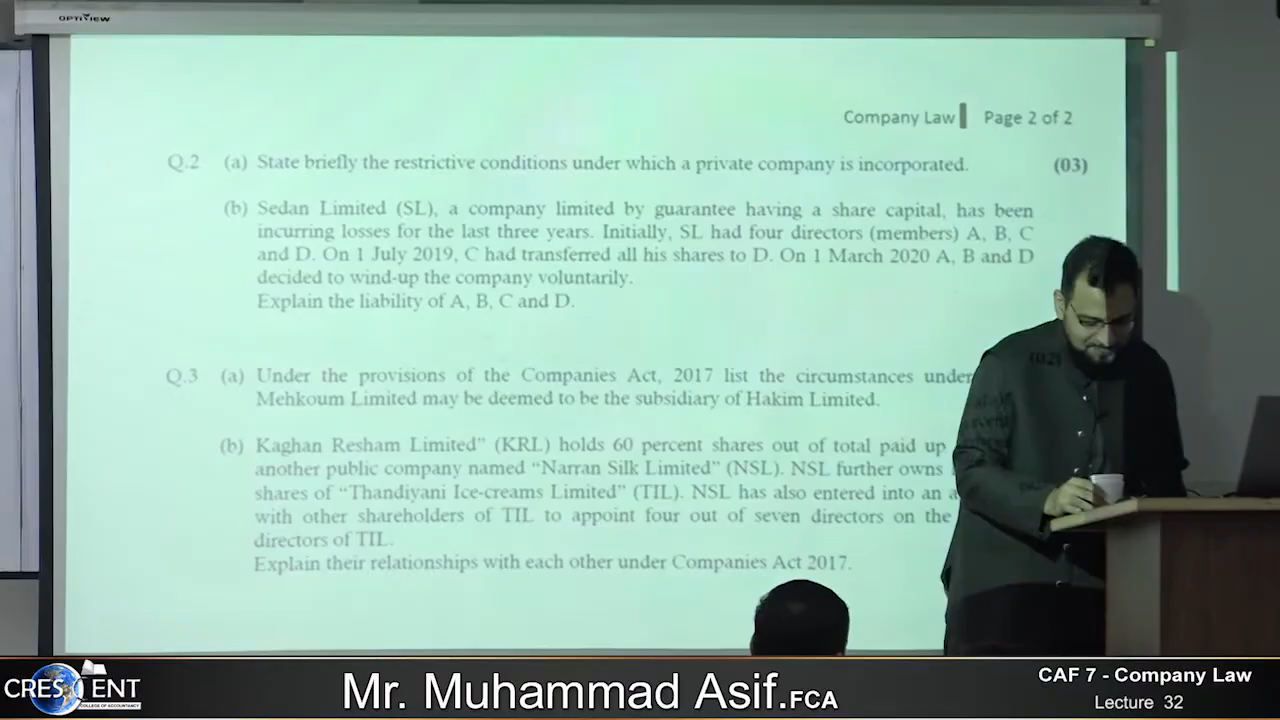 OPTIVIEW
Company Law Page 2 of 2
Q.2 (a) State briefly the restrictive conditions under which a private company is incorporated. (03)
(b) Sedan Limited (SL), a company limited by guarantee having a share capital, has been
incurring losses for the last three years. Initially, SL had four directors (members) A, B, C
and D. On 1 July 2019, C had transferred all his shares to D. On 1 March 2020 A, B and D
decided to wind-up the company voluntarily.
Explain the liability of A, B, C and D.
Q.3 (a) Under the provisions of the Companies Act, 2017 list the circumstances under
(02)
Mehkoum Limited may be deemed to be the subsidiary of Hakim Limited.
(b) Kaghan Resham Limited" (KRL) holds 60 percent shares out of total paid up
another public company named "Narran Silk Limited" (NSL). NSL further owns
shares of "Thandiyani Ice-creams Limited" (TIL). NSL has also entered into an a
with other shareholders of TIL to appoint four out of seven directors on the
directors of TIL.
Explain their relationships with each other under Companies Act 2017.
CRESCENT
COLLEGE OF ACCOUNTANCY
Mr. Muhammad Asif.FCA
CAF 7 - Company Law
Lecture 32